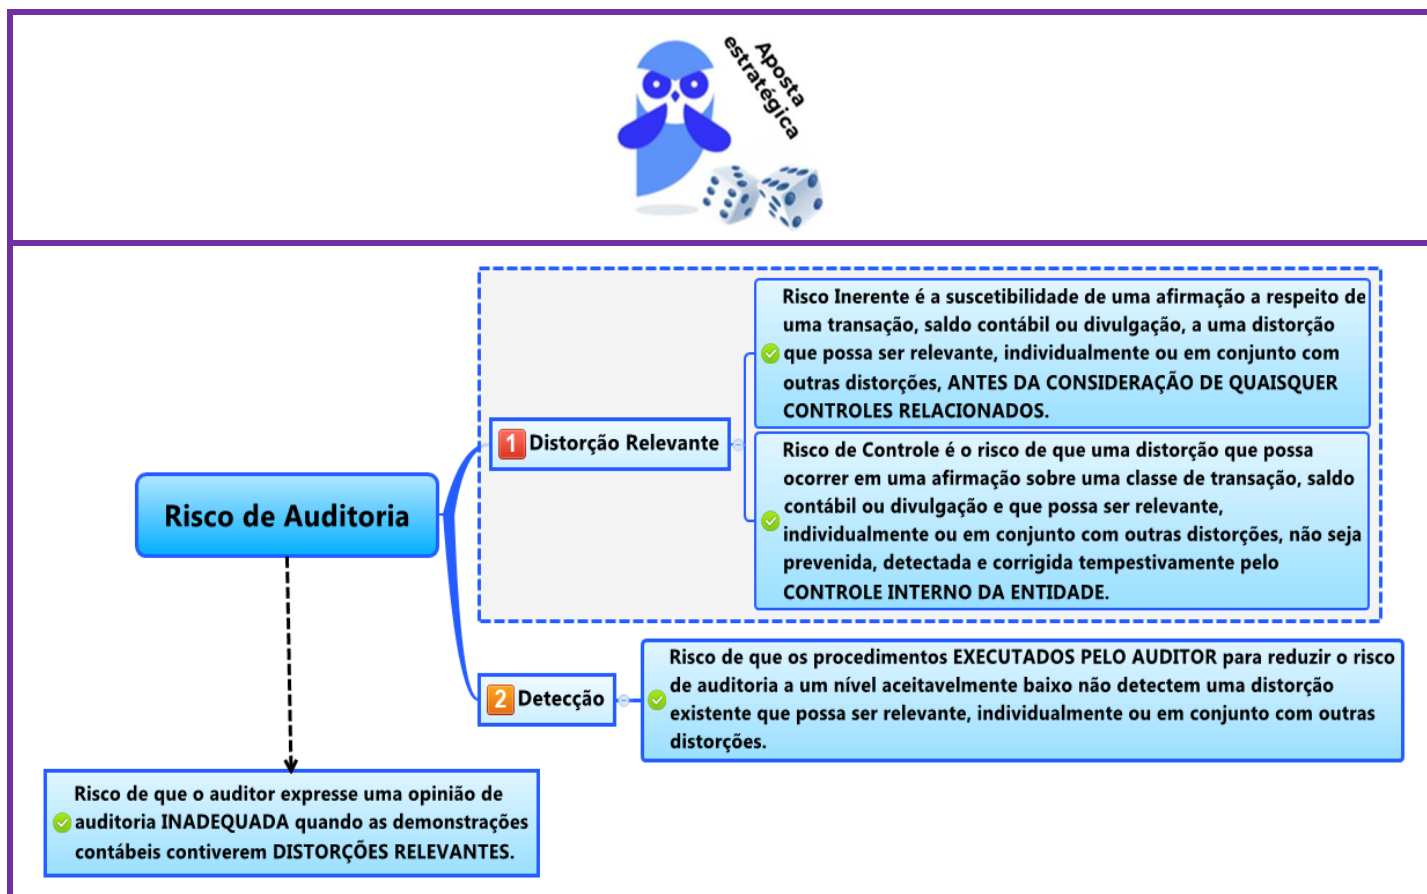 Aposta
estratégica
Risco Inerente é a suscetibilidade de uma afirmação a respeito de
uma transação, saldo contábil ou divulgação, a uma distorção
que possa ser relevante, individualmente ou em conjunto com
outras distorções, ANTES DA CONSIDERAÇÃO DE QUAISQUER
CONTROLES RELACIONADOS.
1 Distorção Relevante
Risco de Controle é o risco de que uma distorção que possa
ocorrer em uma afirmação sobre uma classe de transação, saldo
contábil ou divulgação e que possa ser relevante,
individualmente ou em conjunto com outras distorções, não seja
prevenida, detectada e corrigida tempestivamente pelo
CONTROLE INTERNO DA ENTIDADE.
Risco de Auditoria
2 Detecção
Risco de que os procedimentos EXECUTADOS PELO AUDITOR para reduzir o risco
de auditoria a um nível aceitavelmente baixo não detectem uma distorção
existente que possa ser relevante, individualmente ou em conjunto com outras
distorções.
Risco de que o auditor expresse uma opinião de
auditoria INADEQUADA quando as demonstrações
contábeis contiverem DISTORÇÕES RELEVANTES.